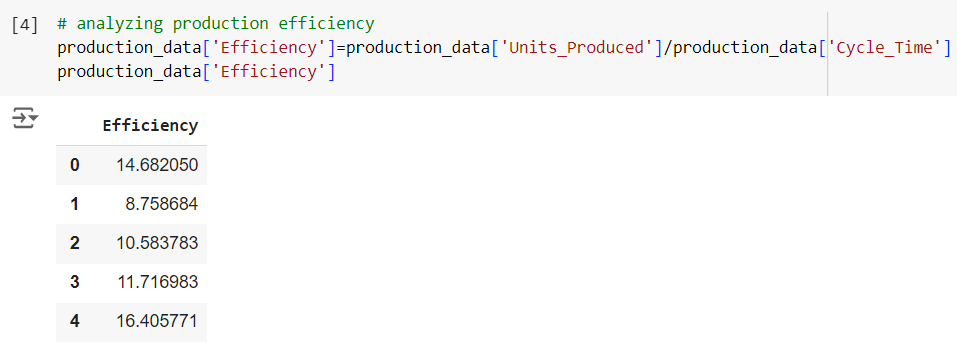 [4] # analyzing production efficiency
production_data['Efficiency']=production_data['Units_Produced']/production_data['Cycle_Time']
production_data['Efficiency']
Efficiency
0 14.682050
1 8.758684
2 10.583783
3 11.716983
4 16.405771